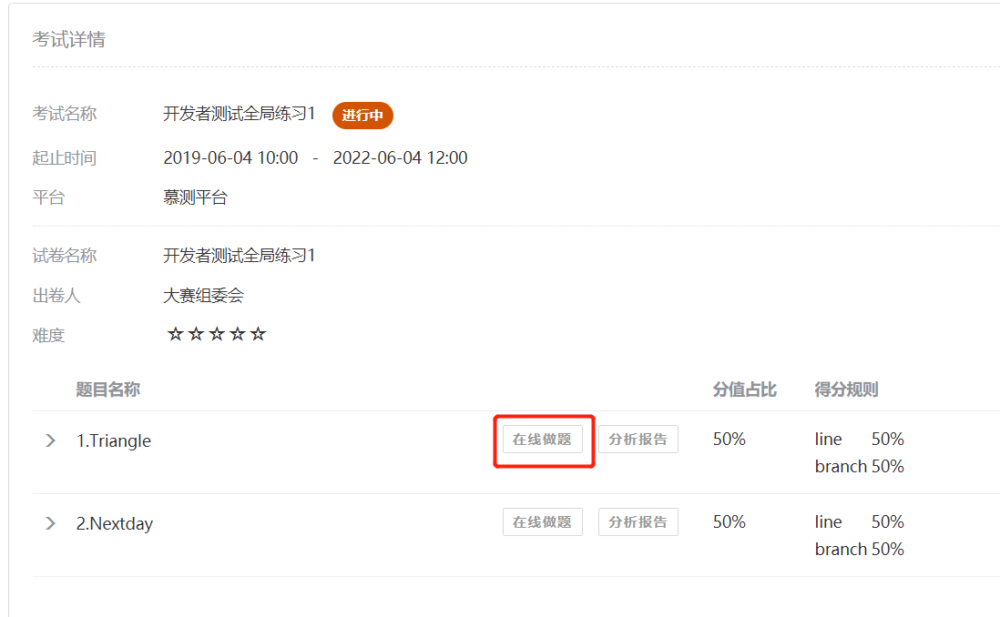 考试详情
考试名称 开发者测试全局练习1 进行中
起止时间 2019-06-04 10:00 - 2022-06-04 12:00
平台 慕测平台
试卷名称 开发者测试全局练习1
出卷人 大赛组委会
难度 ☆☆☆☆☆
题目名称 分值占比 得分规则
1.Triangle 在线做题 分析报告 50% line 50%
branch 50%
2.Nextday 在线做题 分析报告 50% line 50%
branch 50%